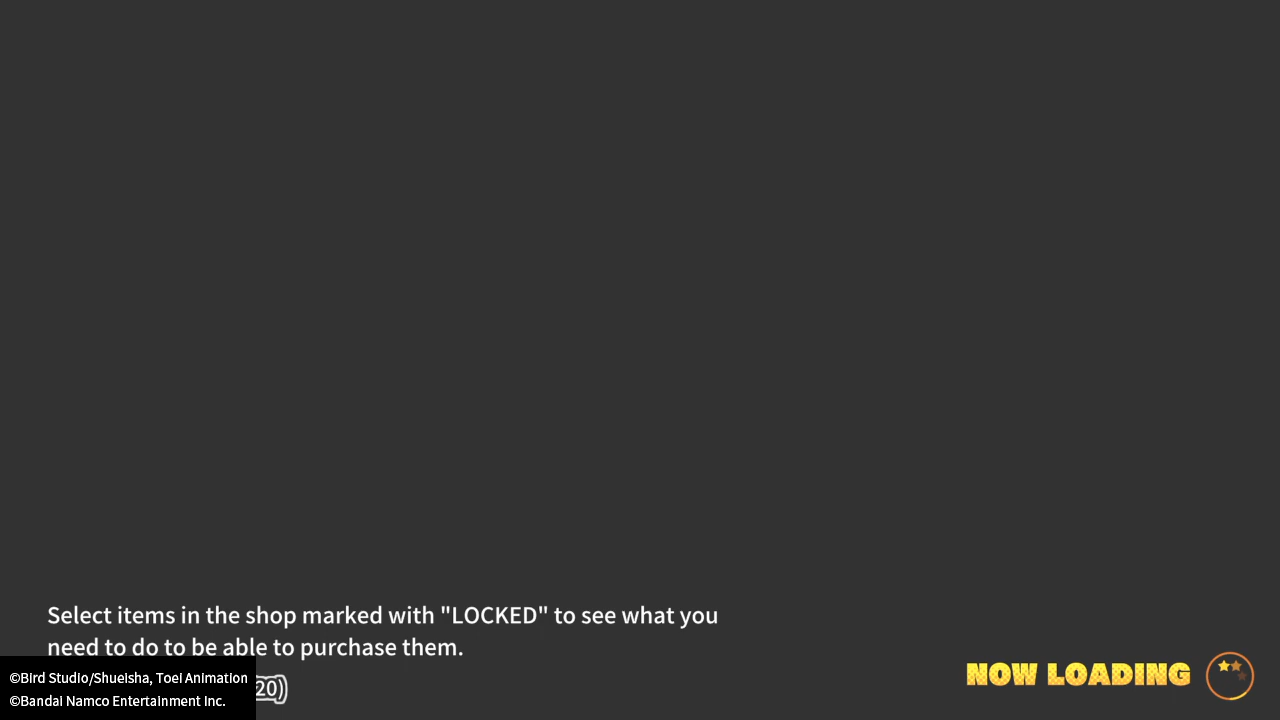 Select items in the shop marked with "LOCKED" to see what you
need to do to be able to purchase them.
©Bird Studio/Shueisha, Toei Animation
20)
©Bandai Namco Entertainment Inc.
NOW LOADING